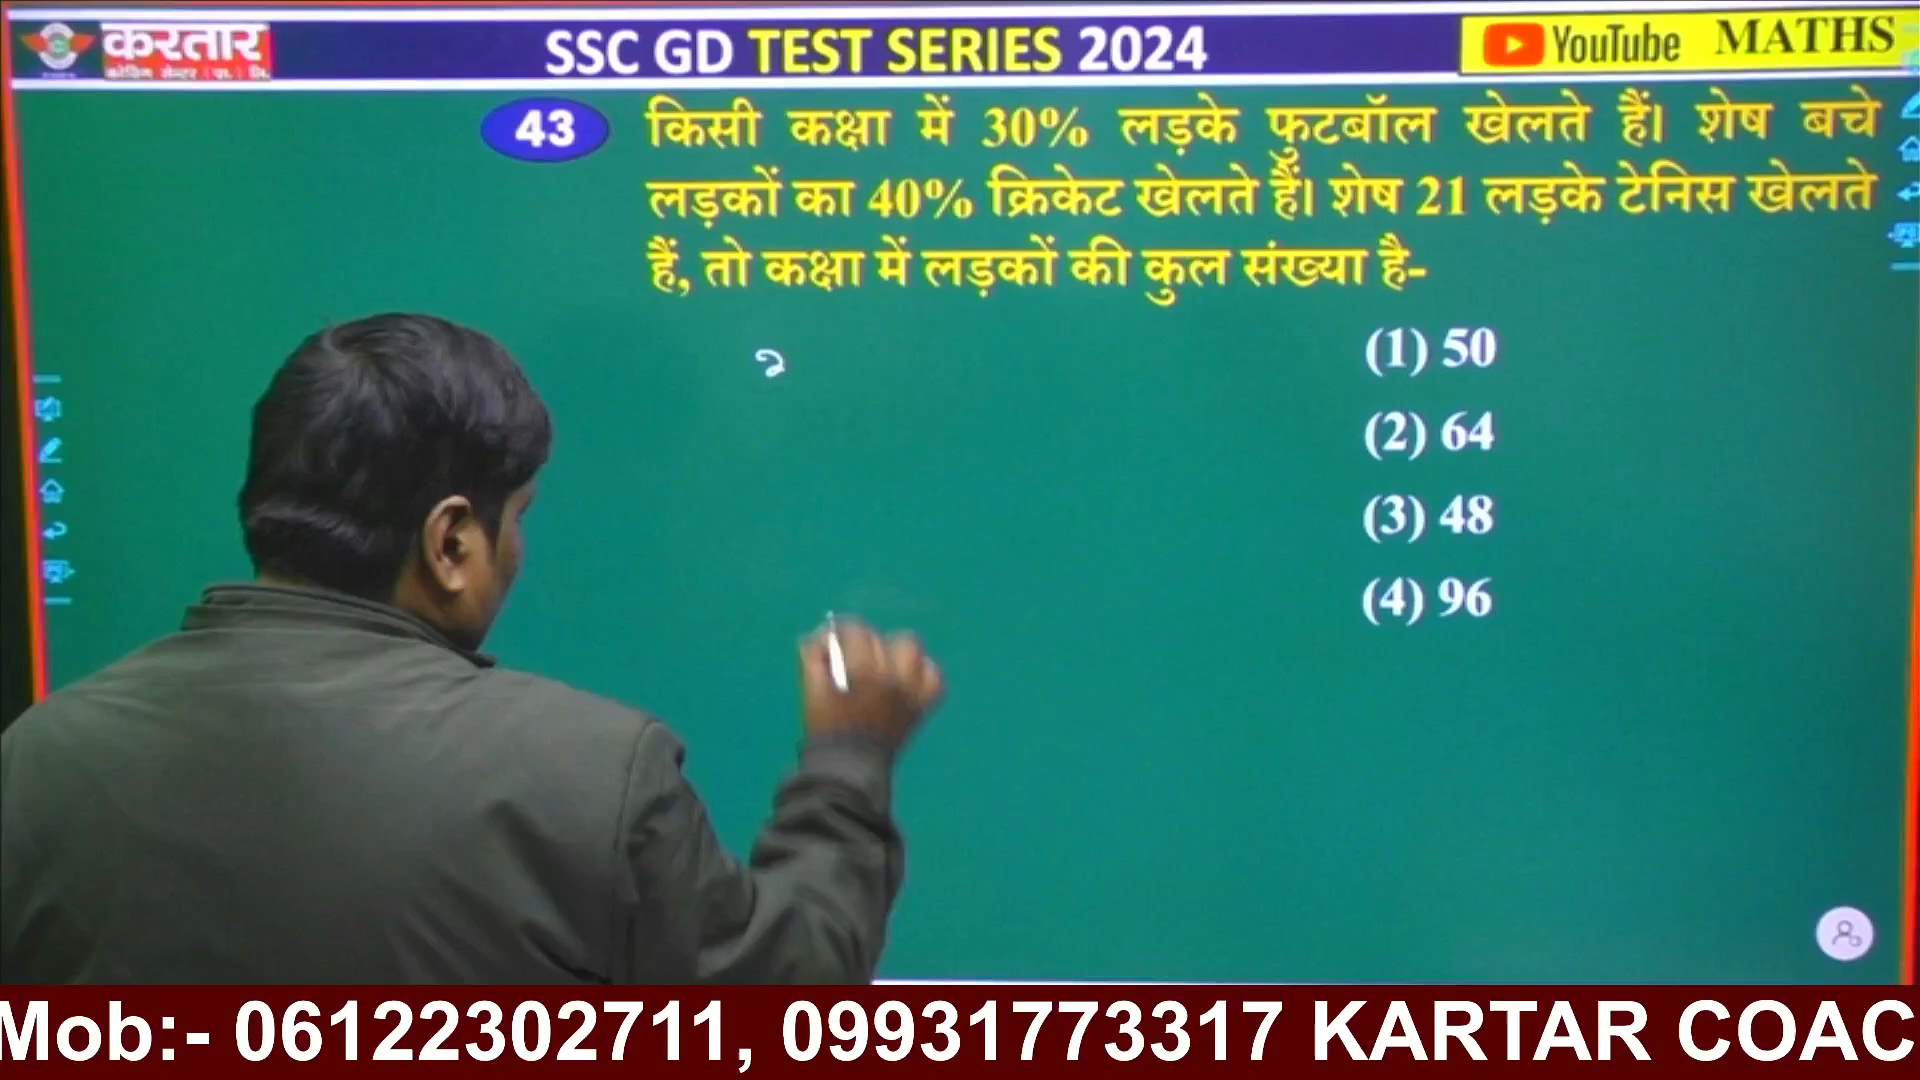 करतार
कोचिंग सेन्टर (प्रा.) लि.
SSC GD TEST SERIES 2024
YouTube MATHS
43 किसी कक्षा में 30% लड़के फुटबॉल खेलते हैं। शेष बचे
लड़कों का 40% क्रिकेट खेलते हैं। शेष 21 लड़के टेनिस खेलते
हैं, तो कक्षा में लड़कों की कुल संख्या है-
(1) 50
(2) 64
(3) 48
(4) 96
Mob:- 06122302711, 09931773317 KARTAR COAC